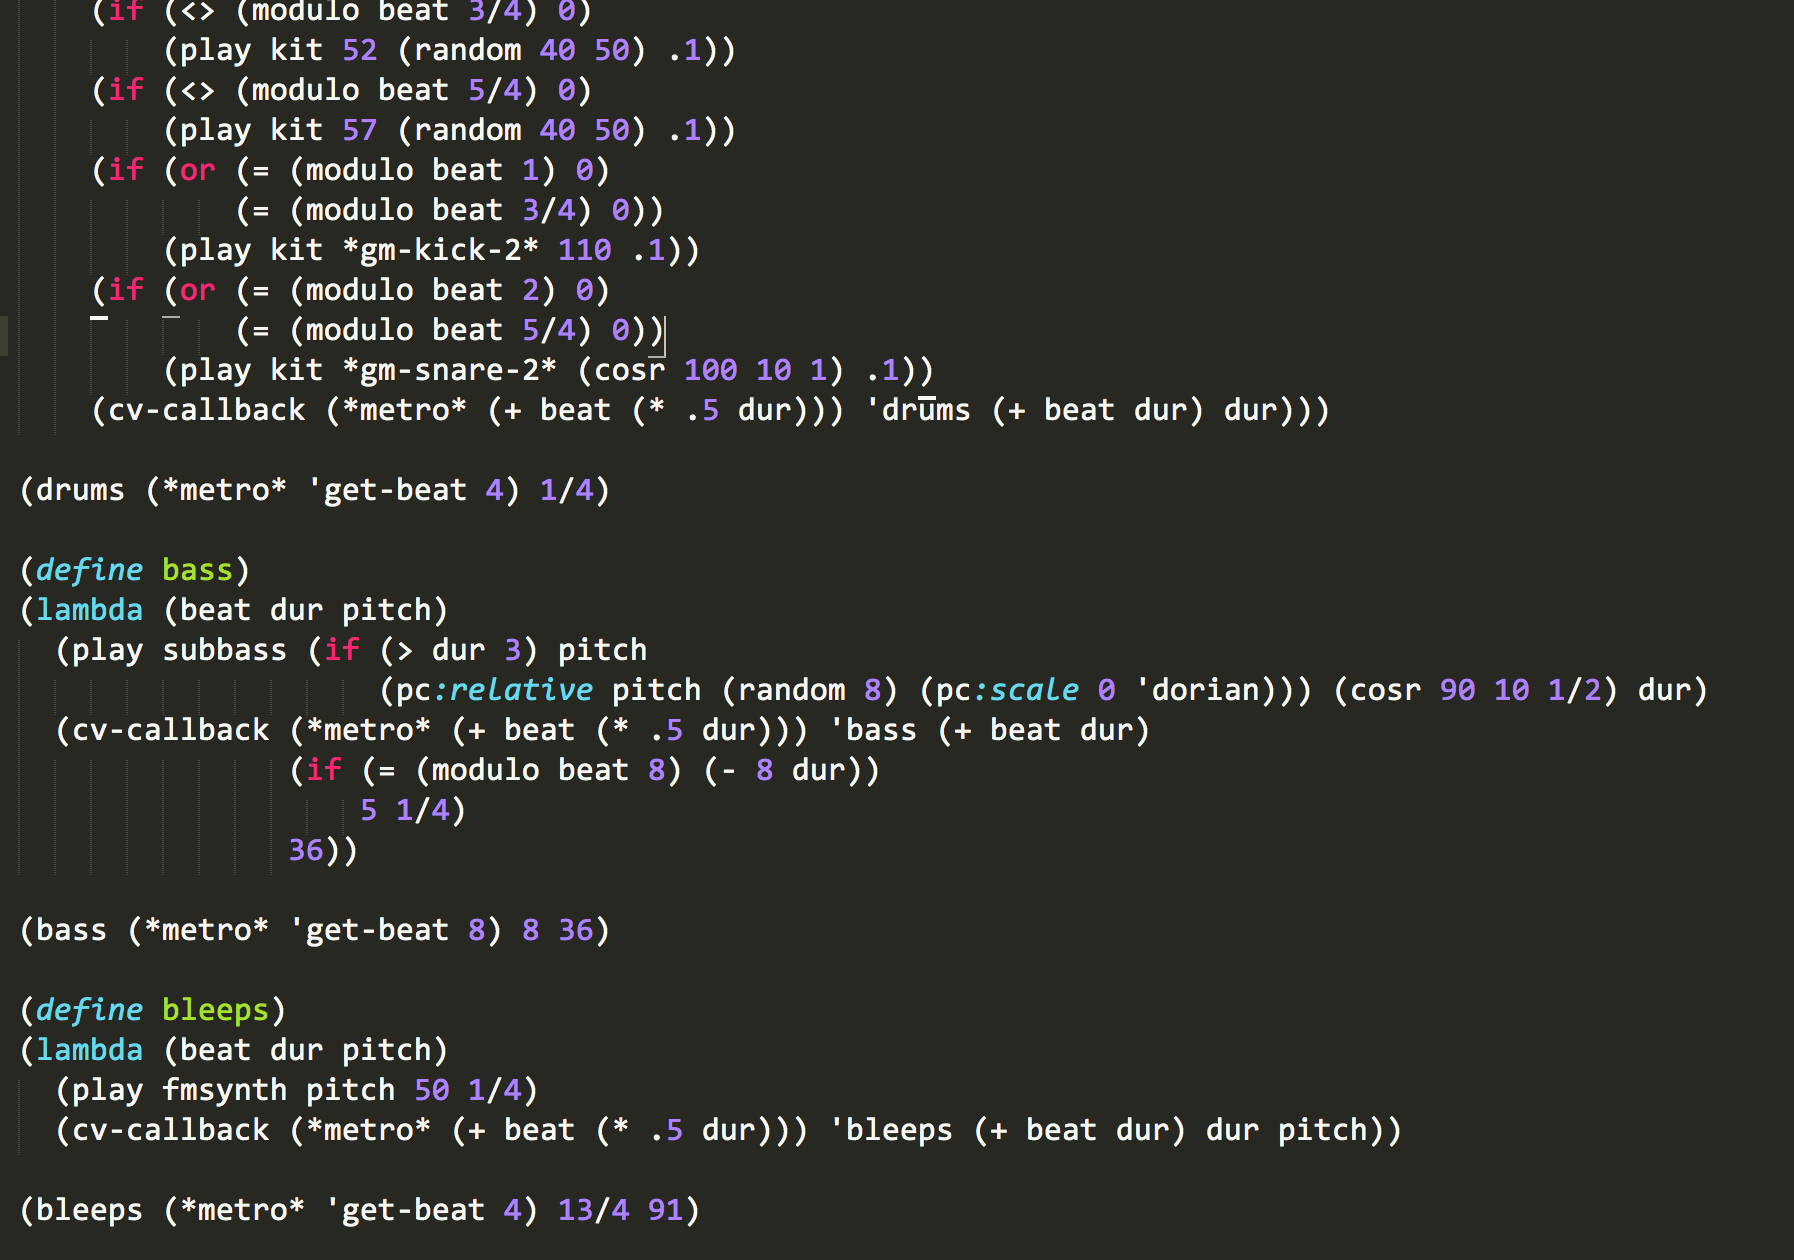 (if (<> (modulo beat 3/4) 0)
(play kit 52 (random 40 50) .1))
(if (<> (modulo beat 5/4) 0)
(play kit 57 (random 40 50) .1))
(if (or (= (modulo beat 1) 0)
(= (modulo beat 3/4) 0))
(play kit *gm-kick-2* 110 .1))
(if (or (= (modulo beat 2) 0)
(= (modulo beat 5/4) 0))
(play kit *gm-snare-2* (cosr 100 10 1) .1))
(cv-callback (*metro* (+ beat (* .5 dur))) 'drums (+ beat dur) dur)))
(drums (*metro* 'get-beat 4) 1/4)
(define bass)
(lambda (beat dur pitch)
(play subbass (if (> dur 3) pitch
(pc:relative pitch (random 8) (pc:scale 0 'dorian))) (cosr 90 10 1/2) dur)
(cv-callback (*metro* (+ beat (* .5 dur))) 'bass (+ beat dur)
(if (= (modulo beat 8) (- 8 dur))
5 1/4)
36))
(bass (*metro* 'get-beat 8) 8 36)
(define bleeps)
(lambda (beat dur pitch)
(play fmsynth pitch 50 1/4)
(cv-callback (*metro* (+ beat (* .5 dur))) 'bleeps (+ beat dur) dur pitch))
(bleeps (*metro* 'get-beat 4) 13/4 91)